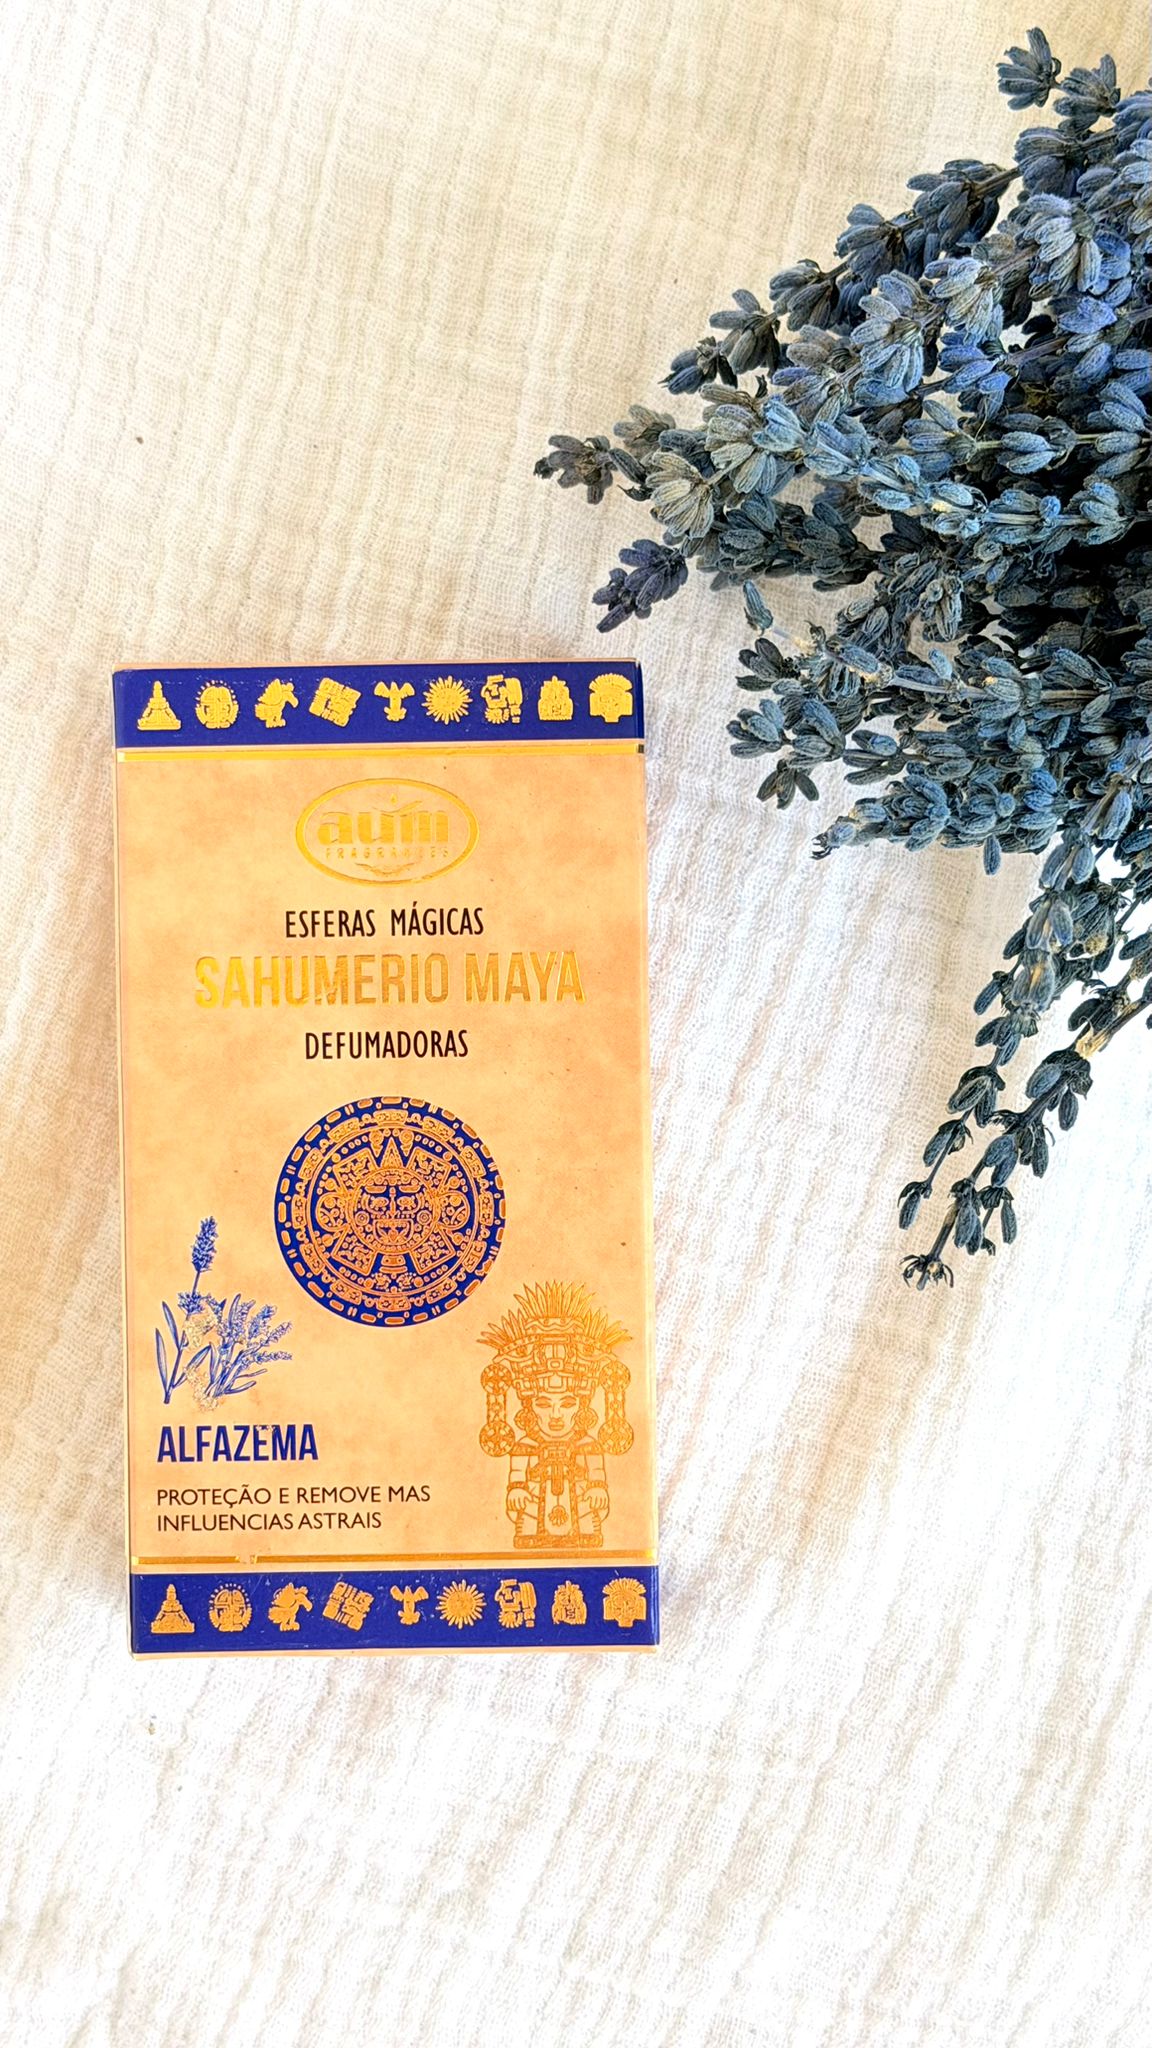 aum
FRAGRANCES
ESFERAS MÁGICAS
SAHUMERIO MAYA
DEFUMADORAS
ALFAZEMA
PROTEÇÃO E REMOVE MAS
INFLUENCIAS ASTRAIS